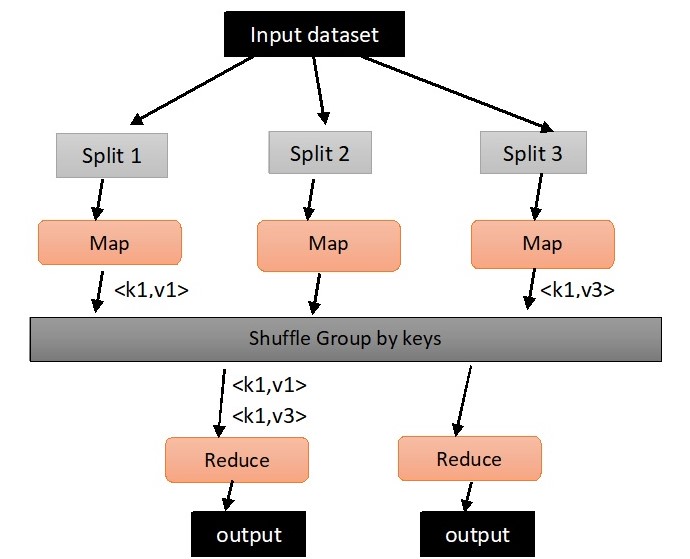 Input dataset
Split 1
Split 2
Split 3
Map
Map
Map
<k1,v1>
<k1,v3>
Shuffle Group by keys
<k1,v1>
<k1,v3>
Reduce
Reduce
output
output